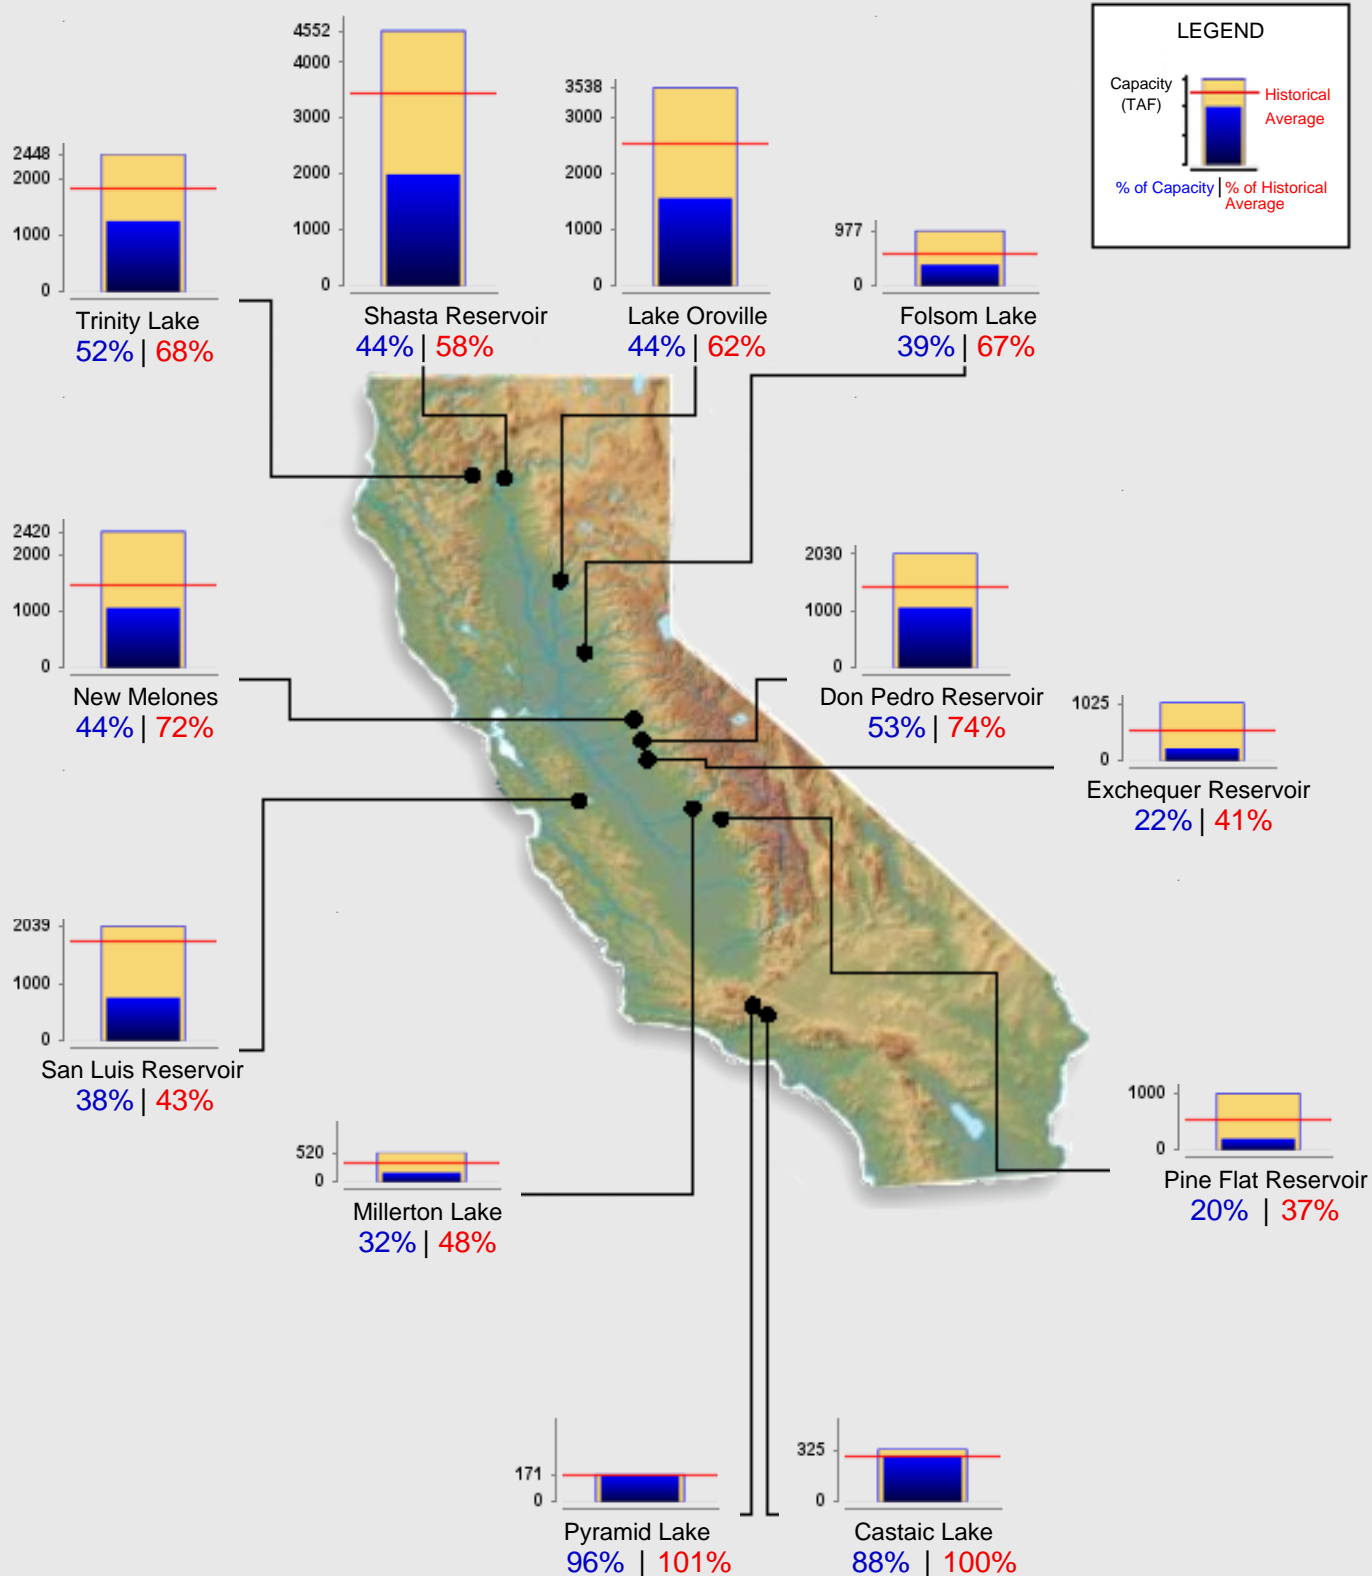 LEGEND
Capacity
(TAF)
Historical
Average
% of Capacity | % of Historical
Average
4552
4000
3000
2000
1000
0
Shasta Reservoir
44% | 58%
3538
3000
2000
1000
0
Lake Oroville
44% | 62%
977
0
Folsom Lake
39% | 67%
2448
2000
1000
0
Trinity Lake
52% | 68%
2420
2000
1000
0
New Melones
44% | 72%
2030
1000
0
Don Pedro Reservoir
53% | 74%
1025
0
Exchequer Reservoir
22% | 41%
2039
1000
0
San Luis Reservoir
38% | 43%
520
0
Millerton Lake
32% | 48%
1000
0
Pine Flat Reservoir
20% | 37%
171
0
Pyramid Lake
96% | 101%
325
0
Castaic Lake
88% | 100%